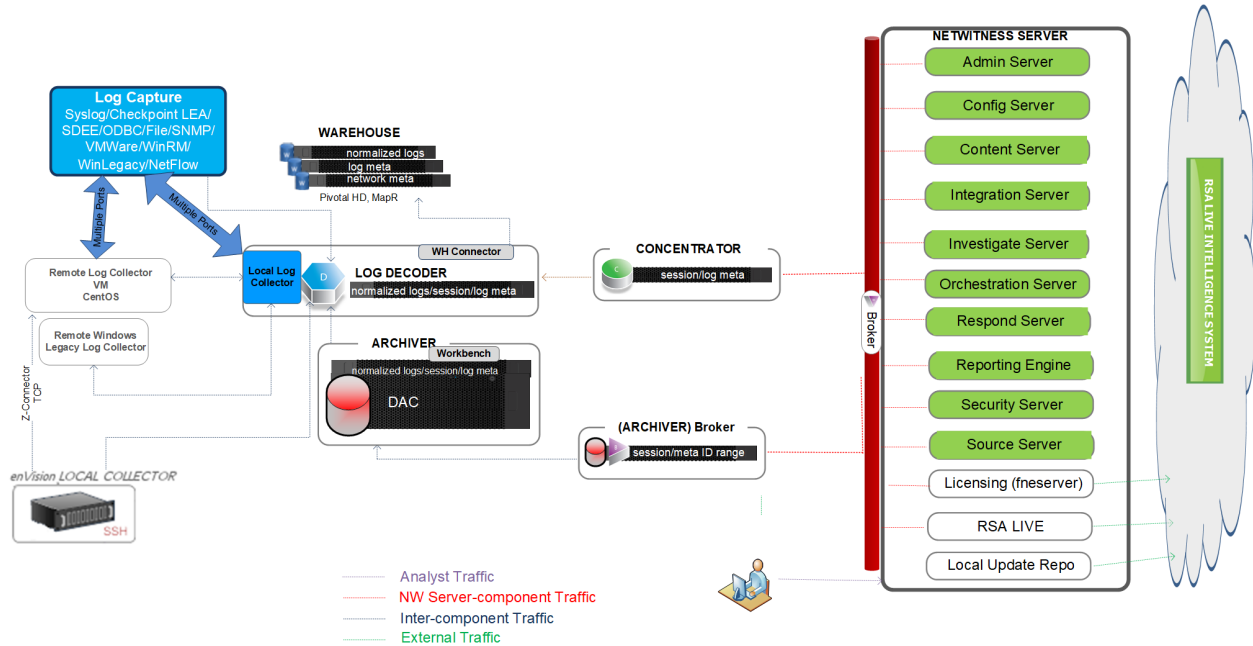 NETWITNESS SERVER
Admin Server
Config Server
Content Server
Integration Server
Investigate Server
Orchestration Server
Respond Server
Reporting Engine
Security Server
Source Server
Licensing (fneserver)
RSA LIVE
Local Update Repo
RSA LIVE INTELLIGENCE SYSTEM
Broker
Log Capture
Syslog/Checkpoint LEA/
SDEE/ODBC/File/SNMP/
VMWare/WinRM/
WinLegacy/NetFlow
Multiple Ports
Multiple Ports
WAREHOUSE
normalized logs
log meta
network meta
W
W
W
Pivotal HD, MapR
WH Connector
Local Log
Collector
D
LOG DECODER
normalized logs/session/log meta
CONCENTRATOR
C
session/log meta
Remote Log Collector
VM
CentOS
Remote Windows
Legacy Log Collector
ARCHIVER
Workbench
normalized logs/session/log meta
DAC
(ARCHIVER) Broker
session/meta ID range
Z-Connector
TCP
enVision LOCAL COLLECTOR
SSH
Analyst Traffic
NW Server-component Traffic
Inter-component Traffic
External Traffic